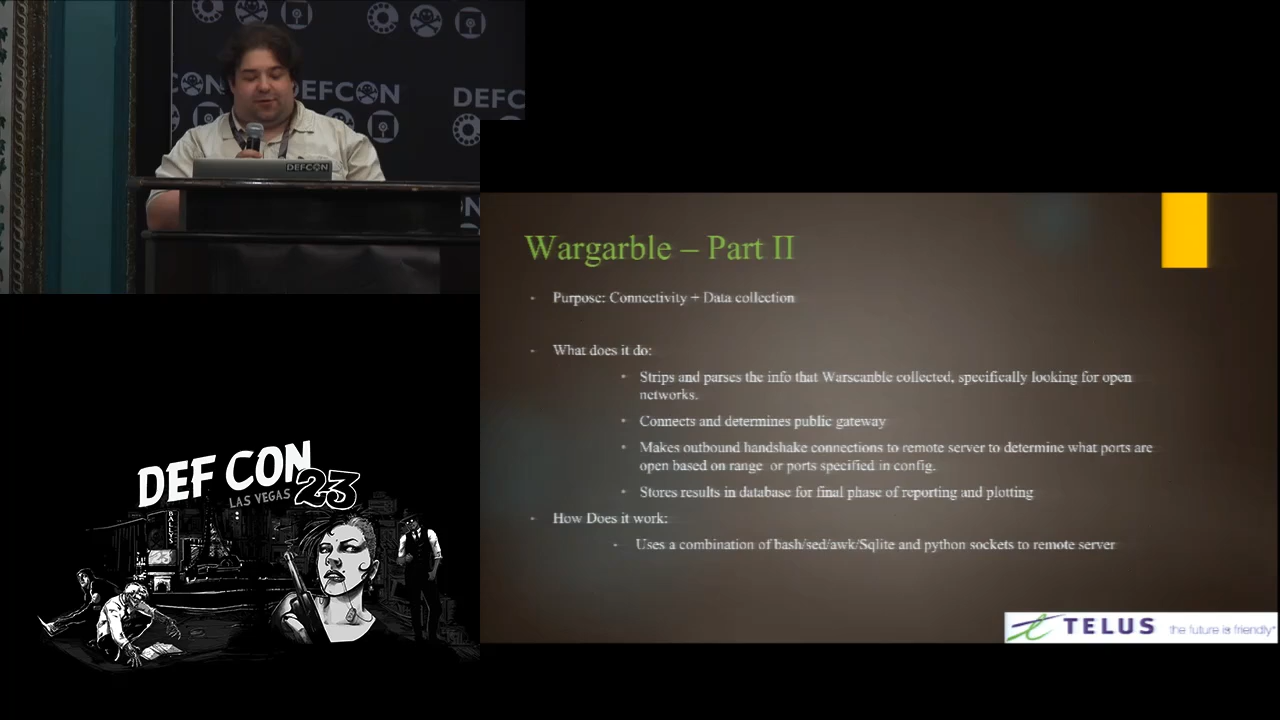 DEFCON
DEFC
DEFCON
Wargarble – Part II
Purpose: Connectivity + Data collection
What does it do:
Strips and parses the info that Warscanble collected, specifically looking for open
networks.
Connects and determines public gateway
Makes outbound handshake connections to remote server to determine what ports are
open based on range or ports specified in config.
Stores results in database for final phase of reporting and plotting
How Does it work:
Uses a combination of bash/sed/awk/Sqlite and python sockets to remote server
TELUS the future is friendly
DEF CON
LAS VEGAS 23
BALLYS